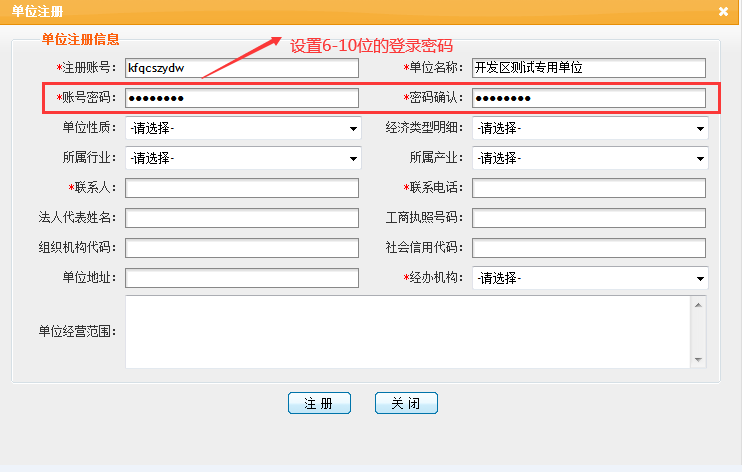 单位注册
单位注册信息
设置6-10位的登录密码
*注册账号： kfqcszydw *单位名称： 开发区测试专用单位
*账号密码： ●●●●●●●● *密码确认： ●●●●●●●●
单位性质： -请选择- 经济类型明细： -请选择-
所属行业： -请选择- 所属产业： -请选择-
*联系人： *联系电话：
法人代表姓名： 工商执照号码：
组织机构代码： 社会信用代码：
单位地址： *经办机构： -请选择-
单位经营范围：
注 册 关 闭